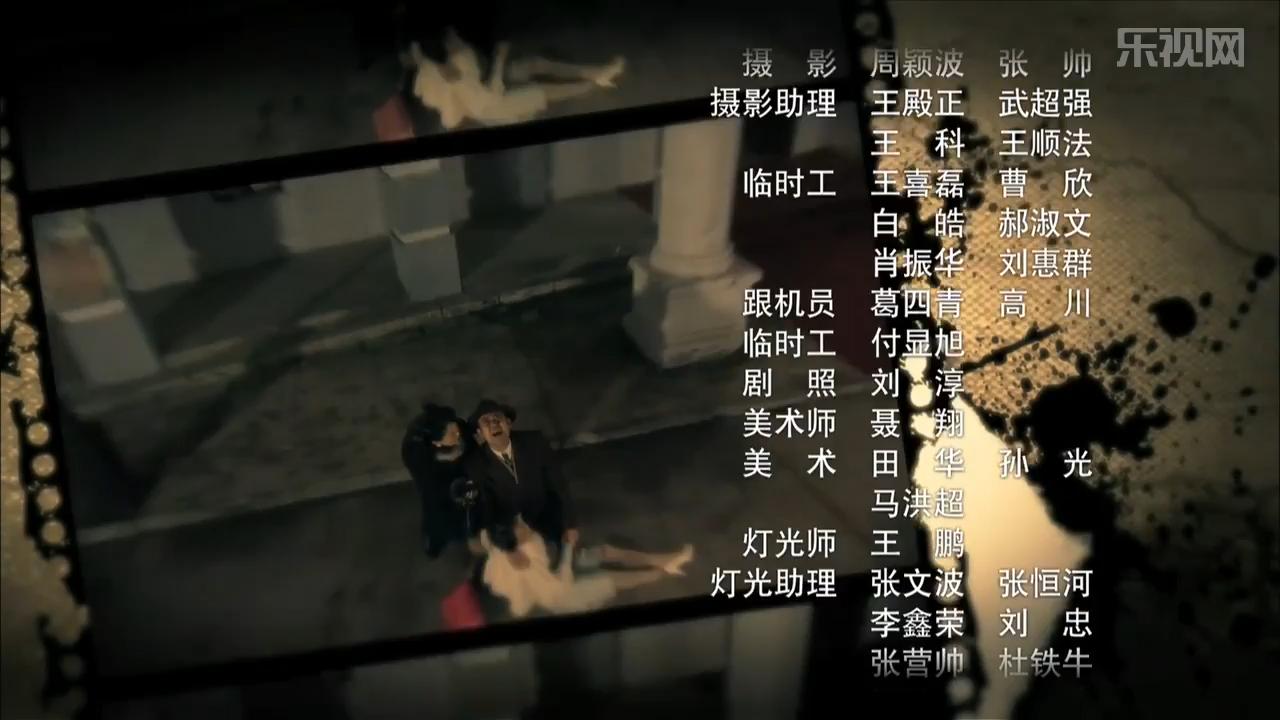 乐视网
摄 影 周颖波 张 帅
摄影助理 王殿正 武超强
王 科 王顺法
临时工 王喜磊 曹 欣
白 皓 郝淑文
肖振华 刘惠群
跟机员 葛四青 高 川
临时工 付显旭
剧 照 刘 淳
美术师 聂 翔
美 术 田 华 孙 光
马洪超
灯光师 王 鹏
灯光助理 张文波 张恒河
李鑫荣 刘 忠
张营帅 杜铁牛